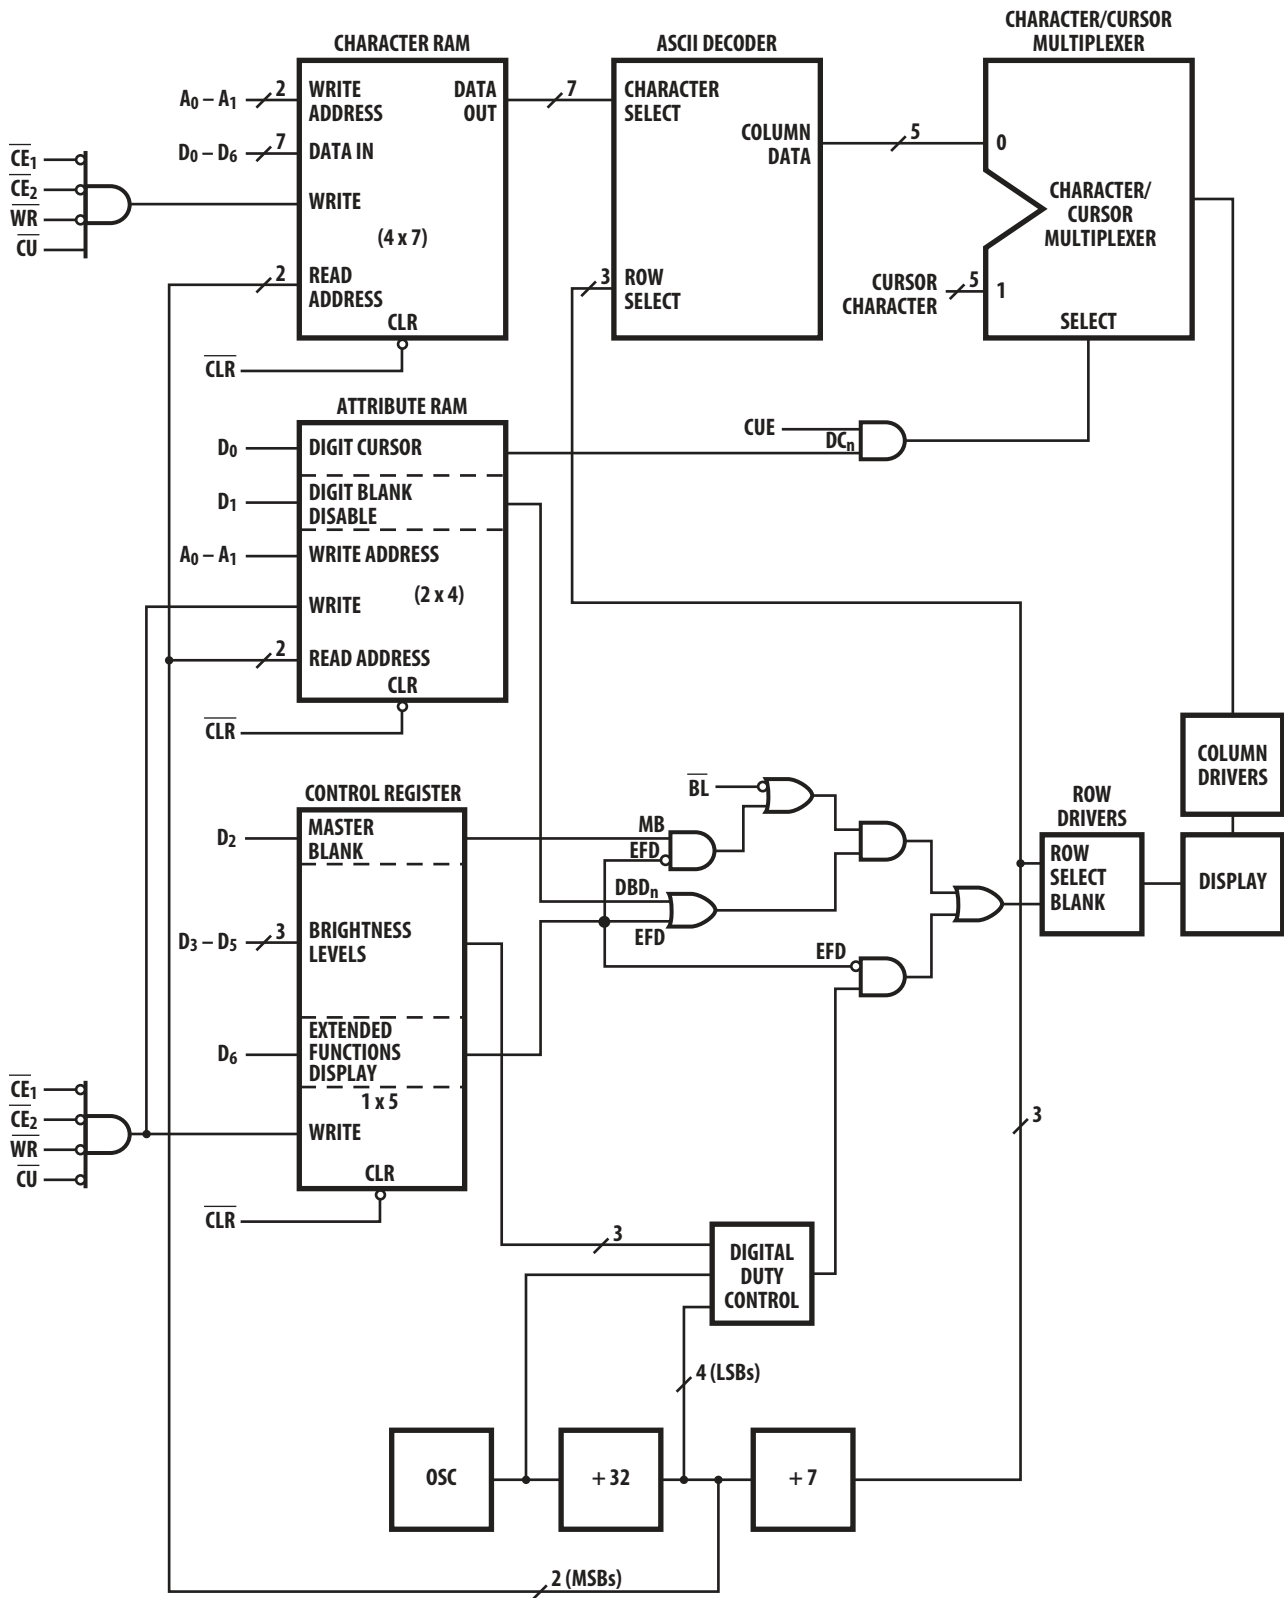 CHARACTER RAM
ASCII DECODER
CHARACTER/CURSOR
MULTIPLEXER
A0 – A1
2
WRITE
ADDRESS
DATA
OUT
7
CHARACTER
SELECT
COLUMN
DATA
5
0
D0 – D6
7
DATA IN
CE1
CE2
WR
CU
WRITE
(4 x 7)
CHARACTER/
CURSOR
MULTIPLEXER
2
READ
ADDRESS
3
ROW
SELECT
CURSOR
CHARACTER
5
1
CLR
SELECT
CLR
ATTRIBUTE RAM
D0
DIGIT CURSOR
CUE
DCn
D1
DIGIT BLANK
DISABLE
A0 – A1
WRITE ADDRESS
WRITE
(2 x 4)
2
READ ADDRESS
CLR
CLR
CONTROL REGISTER
BL
COLUMN
DRIVERS
ROW
DRIVERS
D2
MASTER
BLANK
MB
EFD
DBDn
EFD
ROW
SELECT
BLANK
DISPLAY
D3 – D5
3
BRIGHTNESS
LEVELS
EFD
D6
EXTENDED
FUNCTIONS
DISPLAY
1 x 5
CE1
CE2
WR
CU
WRITE
3
CLR
CLR
3
DIGITAL
DUTY
CONTROL
4 (LSBs)
OSC
+ 32
+ 7
2 (MSBs)